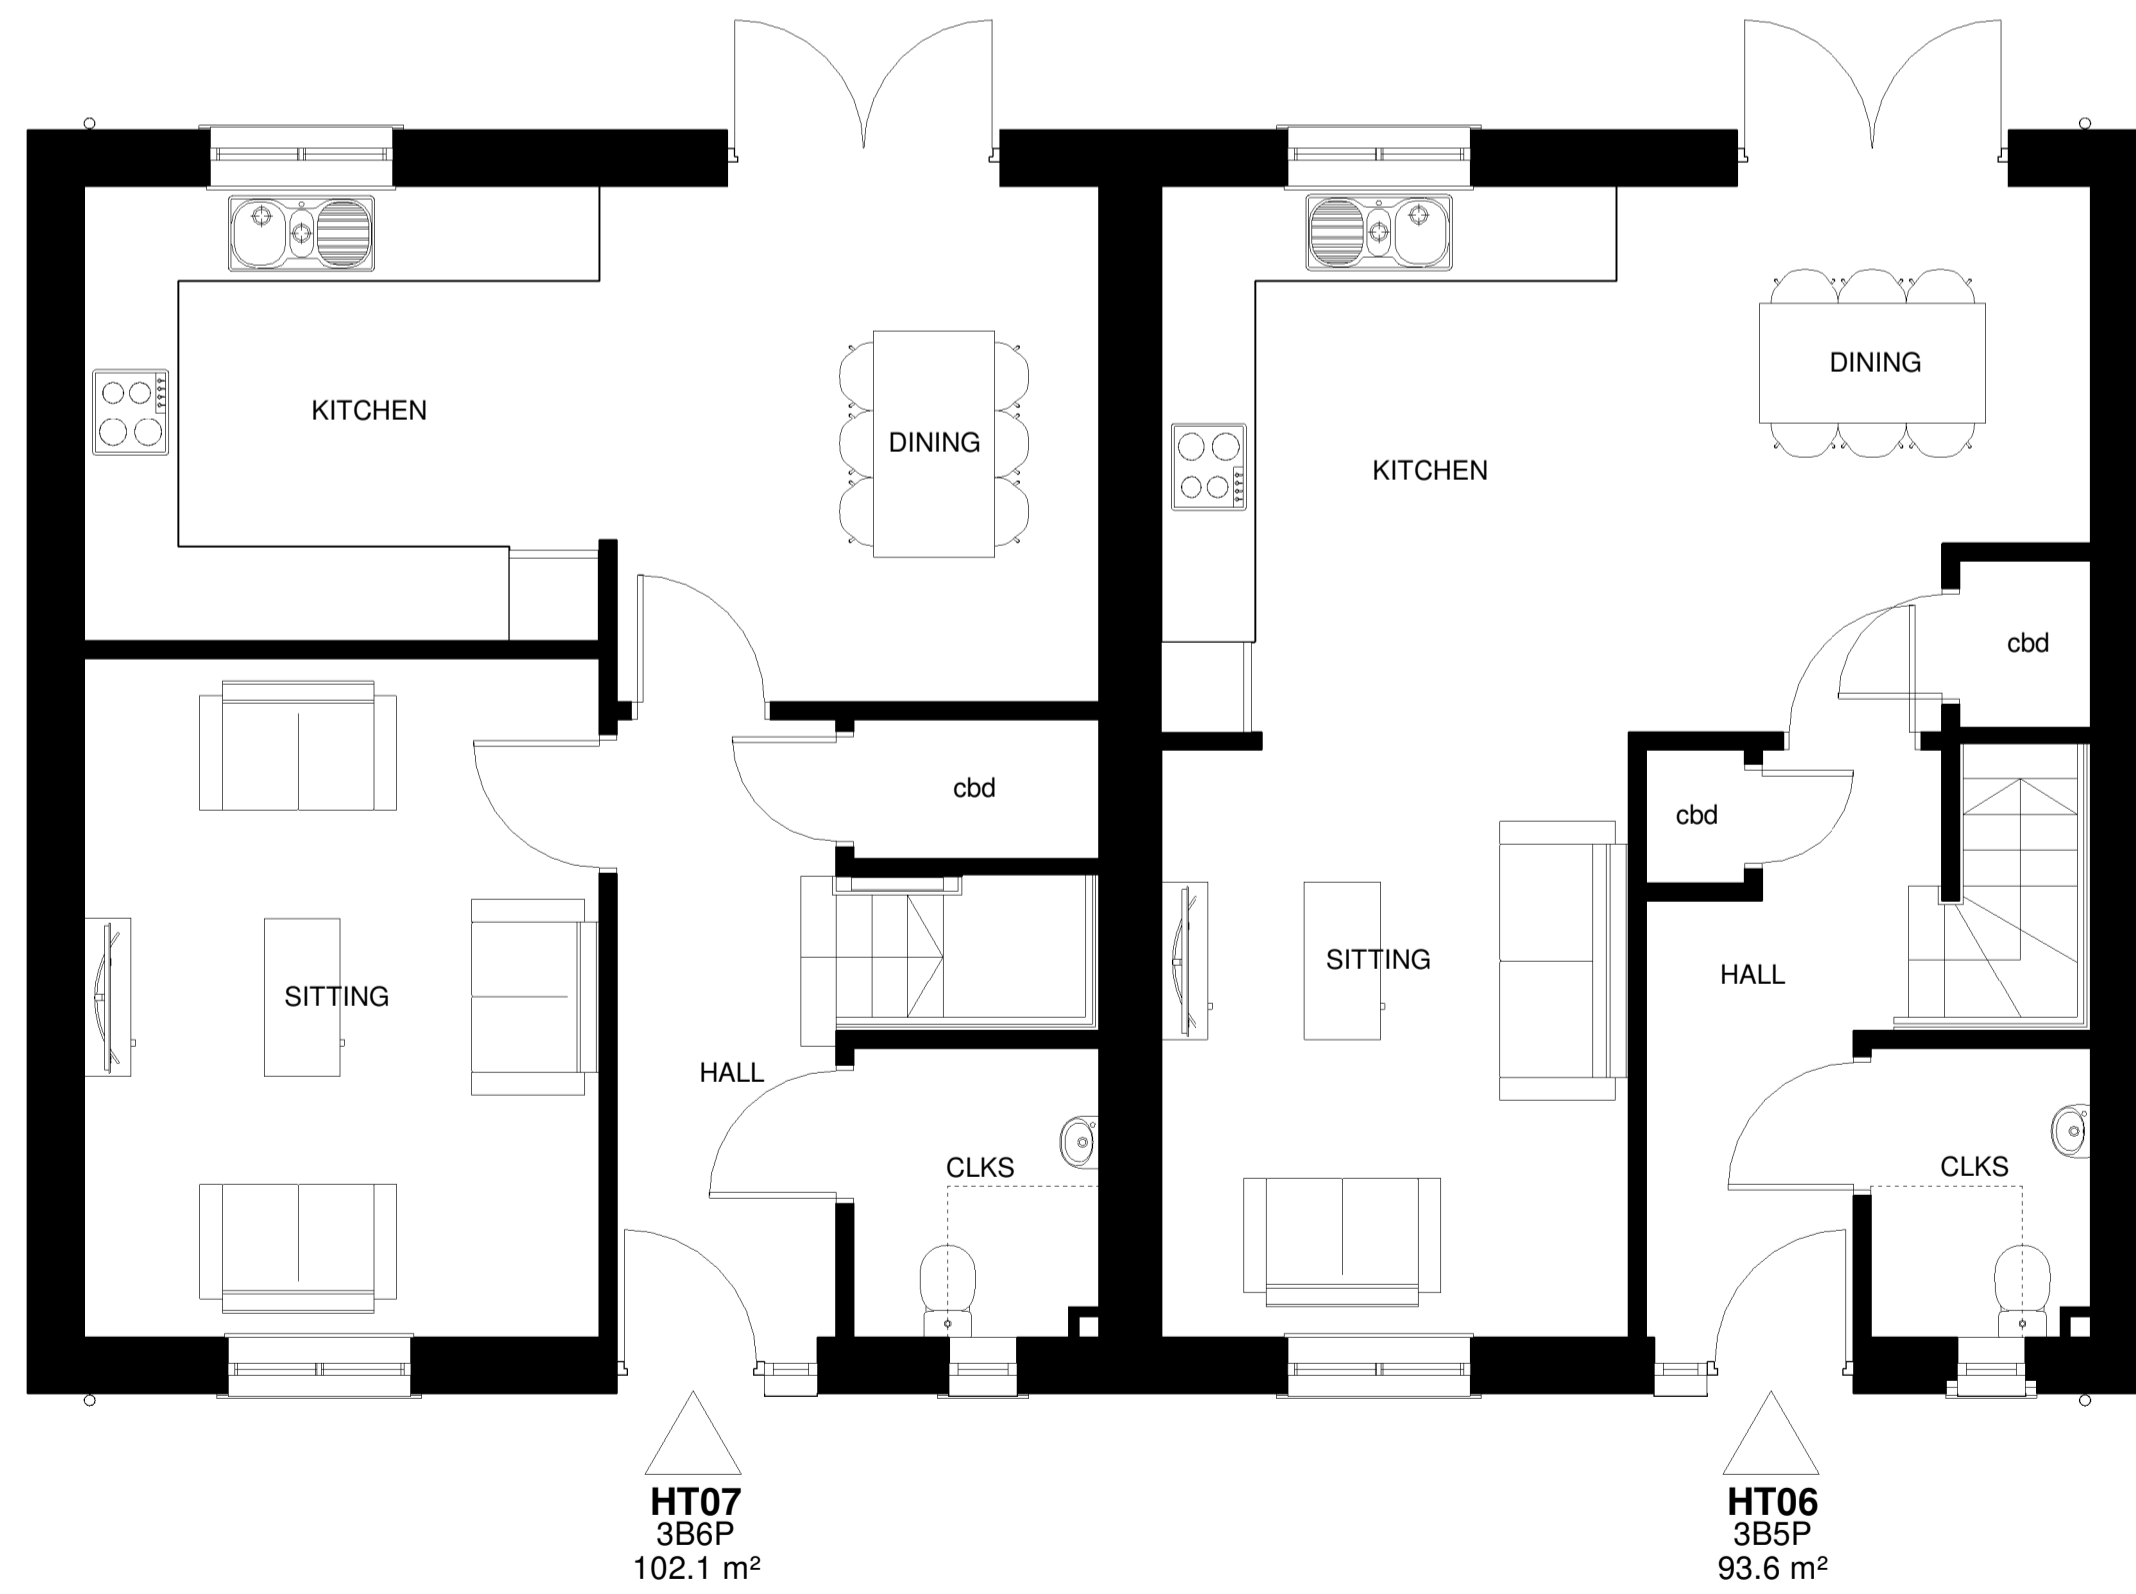 KITCHEN
DINING
cbd
SITTING
HALL
CLKS
HT07
3B6P
102.1 m²
DINING
KITCHEN
cbd
cbd
SITTING
HALL
CLKS
HT06
3B5P
93.6 m²